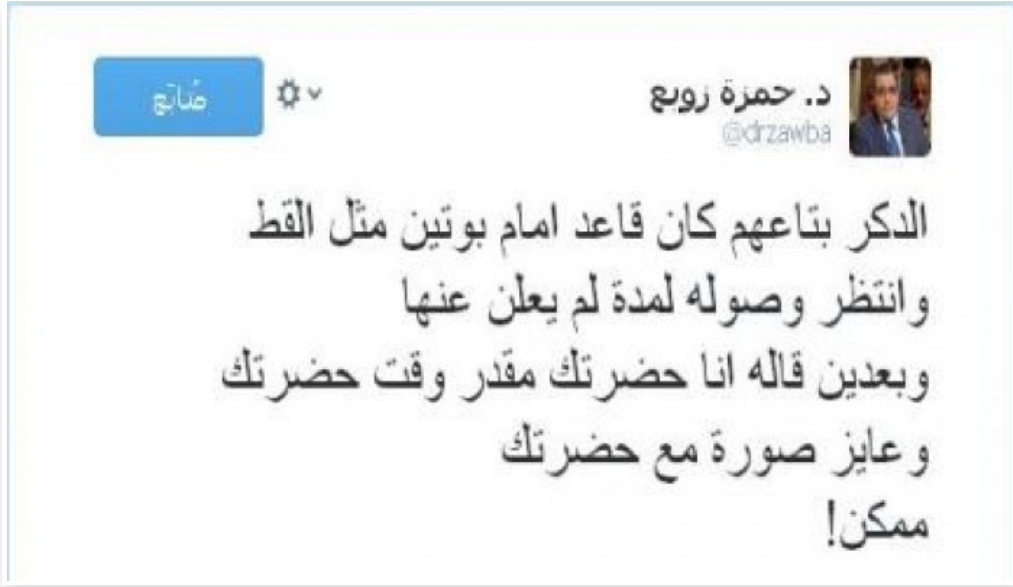 د. حمزة زوبع
@drzawba
مُتابَع
الدكر بتاعهم كان قاعد امام بوتين مثل القط
وانتظر وصوله لمدة لم يعلن عنها
وبعدين قاله انا حضرتك مقدر وقت حضرتك
وعايز صورة مع حضرتك
ممكن!